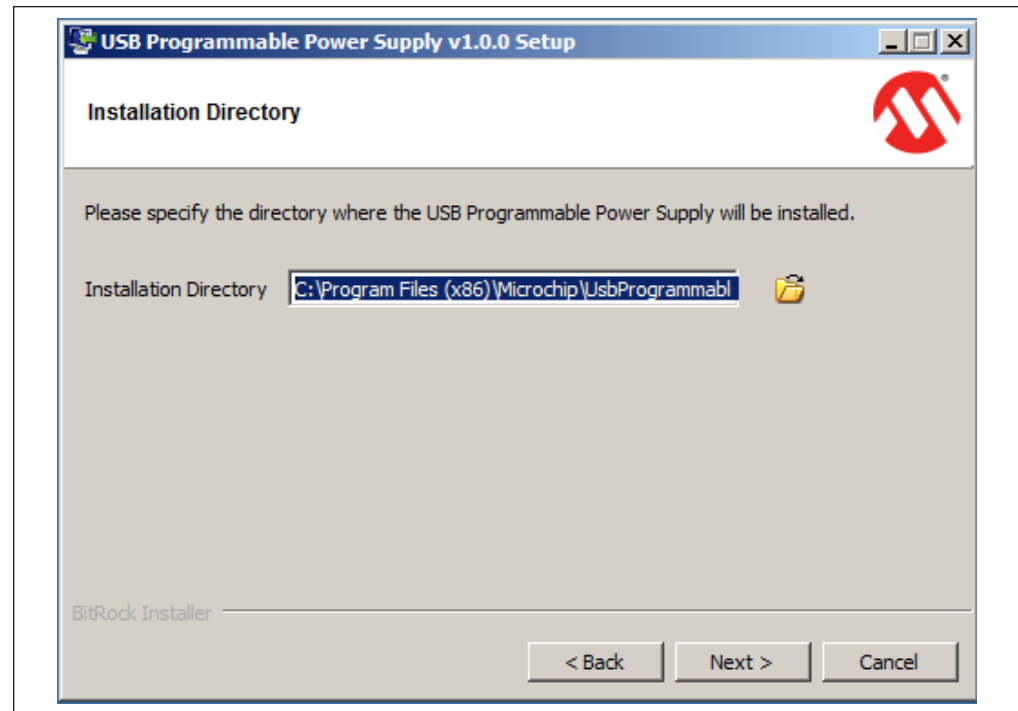 USB Programmable Power Supply v1.0.0 Setup
Installation Directory
Please specify the directory where the USB Programmable Power Supply will be installed.
Installation Directory C:\Program Files (x86)\Microchip\UsbProgrammabl
BitRock Installer
< Back Next > Cancel